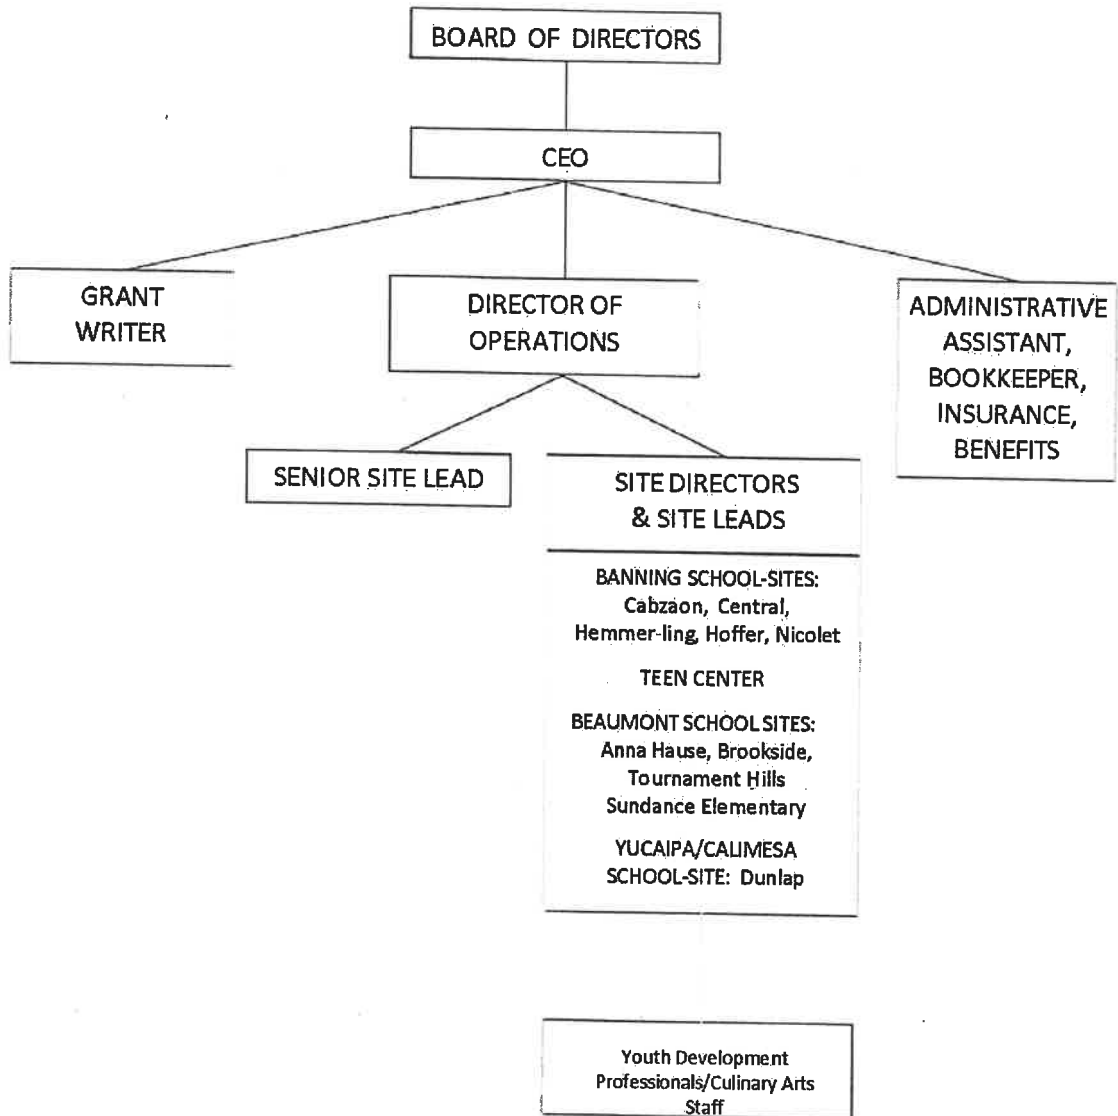 BOARD OF DIRECTORS
CEO
GRANT
WRITER
DIRECTOR OF
OPERATIONS
ADMINISTRATIVE
ASSISTANT,
BOOKKEEPER,
INSURANCE,
BENEFITS
SENIOR SITE LEAD
SITE DIRECTORS
& SITE LEADS
BANNING SCHOOL-SITES:
Cabzaon, Central,
Hemmer-ling, Hoffer, Nicolet
TEEN CENTER
BEAUMONT SCHOOL SITES:
Anna Hause, Brookside,
Tournament Hills
Sundance Elementary
YUCAIPA/CALIMESA
SCHOOL-SITE: Dunlap
Youth Development
Professionals/Culinary Arts
Staff